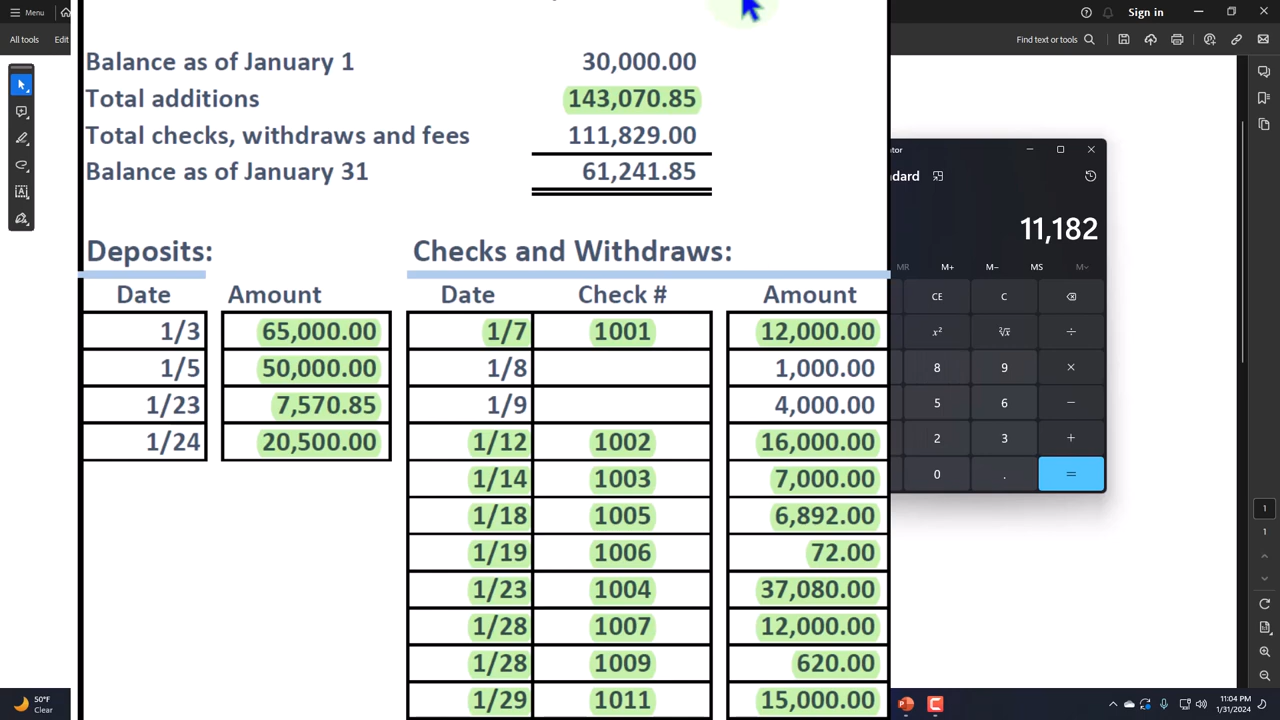 Menu
Sign in
All tools Edit
Find text or tools
Balance as of January 1 30,000.00
Total additions 143,070.85
Total checks, withdraws and fees 111,829.00
Balance as of January 31 61,241.85
Deposits: Checks and Withdraws:
Date Amount Date Check # Amount
1/3 65,000.00 1/7 1001 12,000.00
1/5 50,000.00 1/8 1,000.00
1/23 7,570.85 1/9 4,000.00
1/24 20,500.00 1/12 1002 16,000.00
1/14 1003 7,000.00
1/18 1005 6,892.00
1/19 1006 72.00
1/23 1004 37,080.00
1/28 1007 12,000.00
1/28 1009 620.00
1/29 1011 15,000.00
ator
ndard
11,182
MR M+ M− MS M˅
CE C
x² ²√x ÷
8 9 ×
5 6 −
2 3 +
0 . =
1
1
50°F
Clear
11:04 PM
1/31/2024